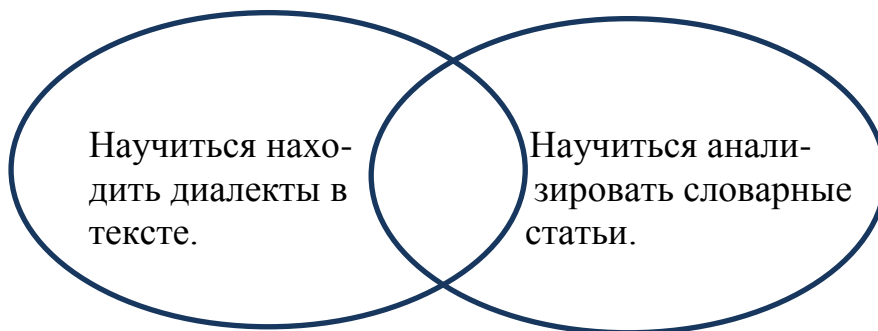 Научиться нахо-
дить диалекты в
тексте.
Научиться анали-
зировать словарные
статьи.